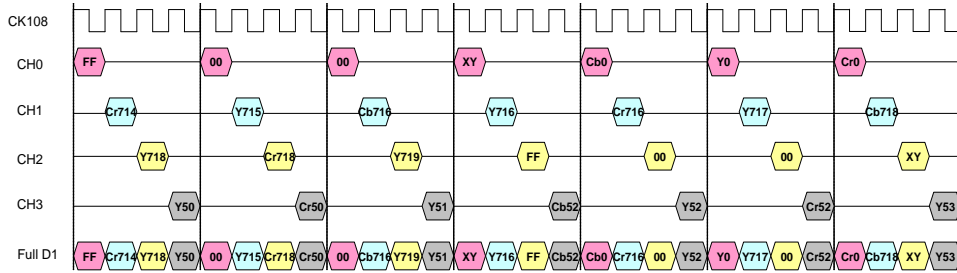 CK108
CH0 FF 00 00 XY Cb0 Y0 Cr0
CH1 Cr714 Y715 Cb716 Y716 Cr716 Y717 Cb718
CH2 Y718 Cr718 Y719 FF 00 00 XY
CH3 Y50 Cr50 Y51 Cb52 Y52 Cr52 Y53
Full D1 FF Cr714 Y718 Y50 00 Y715 Cr718 Cr50 00 Cb716 Y719 Y51 XY Y716 FF Cb52 Cb0 Cr716 00 Y52 Y0 Y717 00 Cr52 Cr0 Cb718 XY Y53